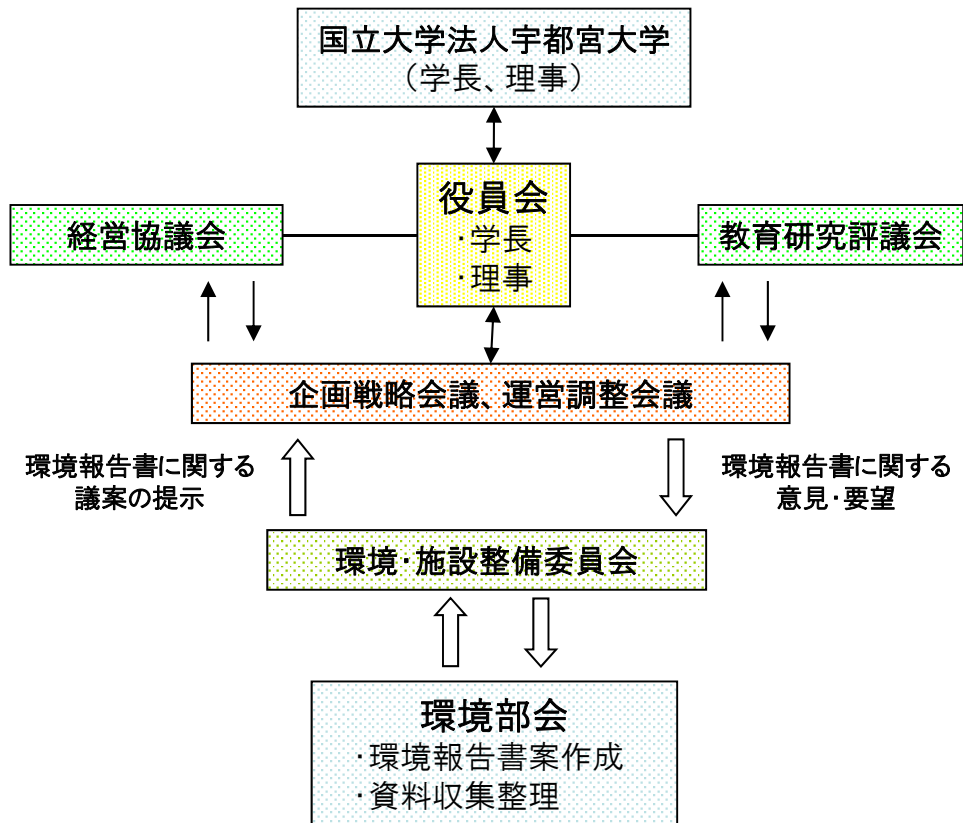 国立大学法人宇都宮大学
（学長、理事）
役員会
・学長
・理事
経営協議会
教育研究評議会
企画戦略会議、運営調整会議
環境報告書に関する
議案の提示
環境報告書に関する
意見・要望
環境・施設整備委員会
環境部会
・環境報告書案作成
・資料収集整理